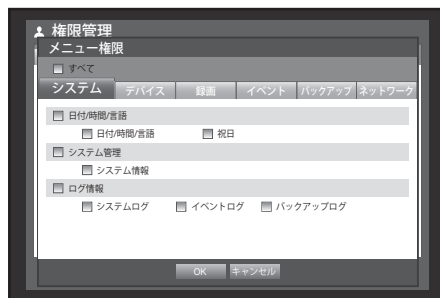 権限管理
メニュー権限
すべて
システム デバイス 録画 イベント バックアップ ネットワーク
日付/時間/言語
日付/時間/言語 祝日
システム管理
システム情報
ログ情報
システムログ イベントログ バックアップログ
OK キャンセル